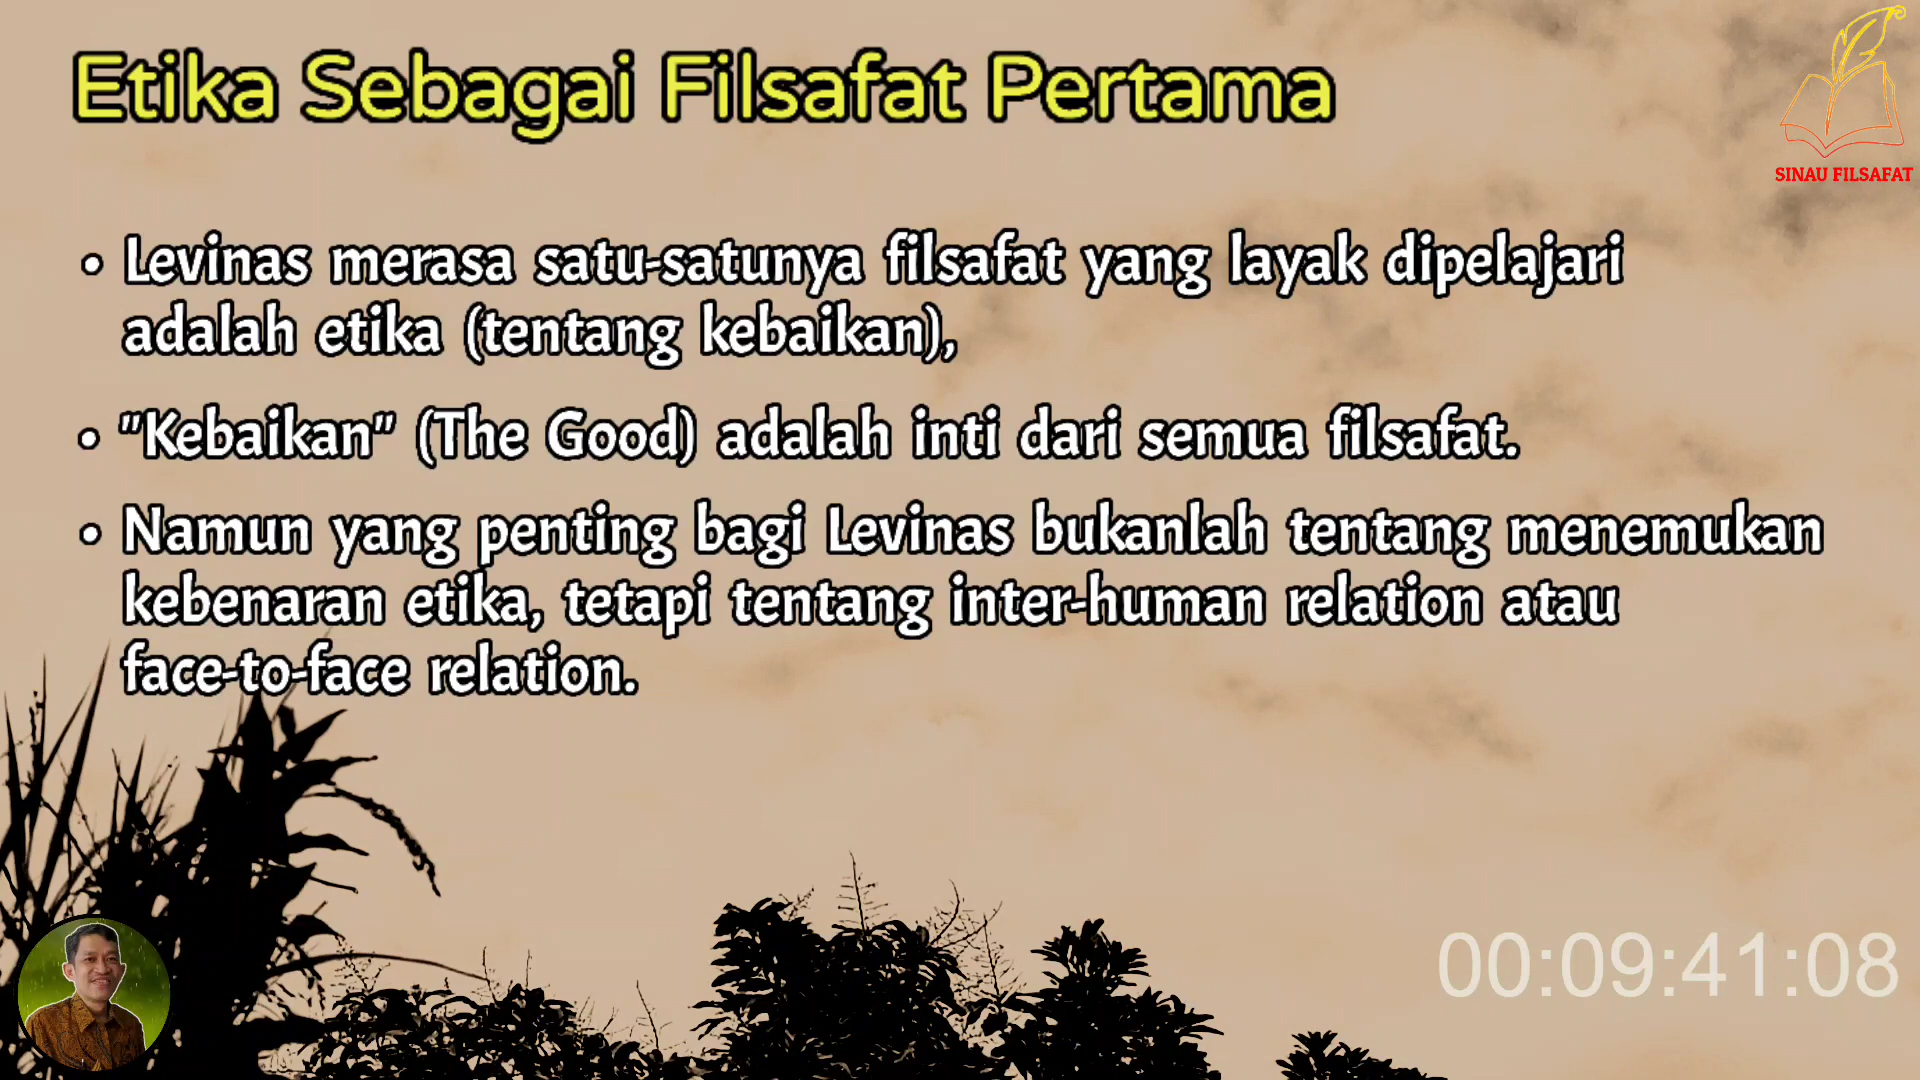 Etika Sebagai Filsafat Pertama
SINAU FILSAFAT
• Levinas merasa satu-satunya filsafat yang layak dipelajari
adalah etika (tentang kebaikan),
• "Kebaikan" (The Good) adalah inti dari semua filsafat.
• Namun yang penting bagi Levinas bukanlah tentang menemukan
kebenaran etika, tetapi tentang inter-human relation atau
face-to-face relation.
00:09:41:08